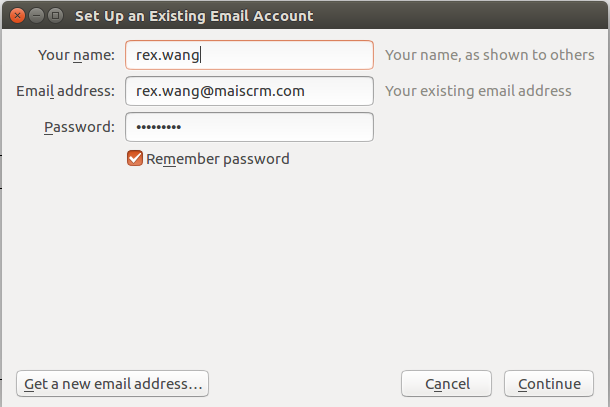 Set Up an Existing Email Account
Your name: rex.wang Your name, as shown to others
Email address: rex.wang@maiscrm.com Your existing email address
Password: •••••••••
Remember password
Get a new email address... Cancel Continue